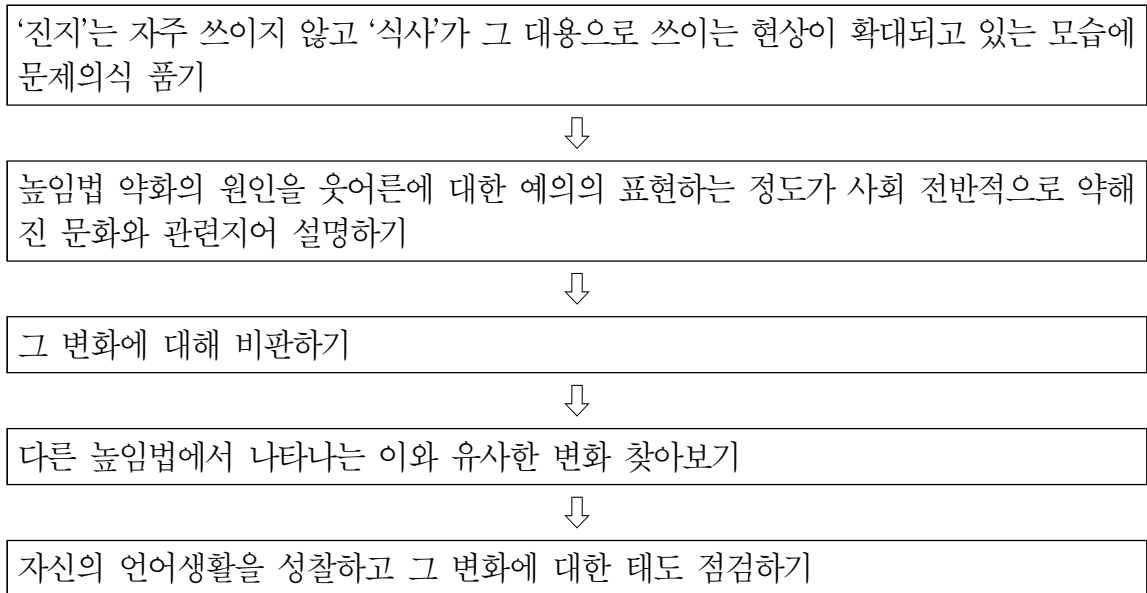 ‘진지’는 자주 쓰이지 않고 ‘식사’가 그 대용으로 쓰이는 현상이 확대되고 있는 모습에
문제의식 품기
⇩
높임법 약화의 원인을 웃어른에 대한 예의의 표현하는 정도가 사회 전반적으로 약해
진 문화와 관련지어 설명하기
⇩
그 변화에 대해 비판하기
⇩
다른 높임법에서 나타나는 이와 유사한 변화 찾아보기
⇩
자신의 언어생활을 성찰하고 그 변화에 대한 태도 점검하기